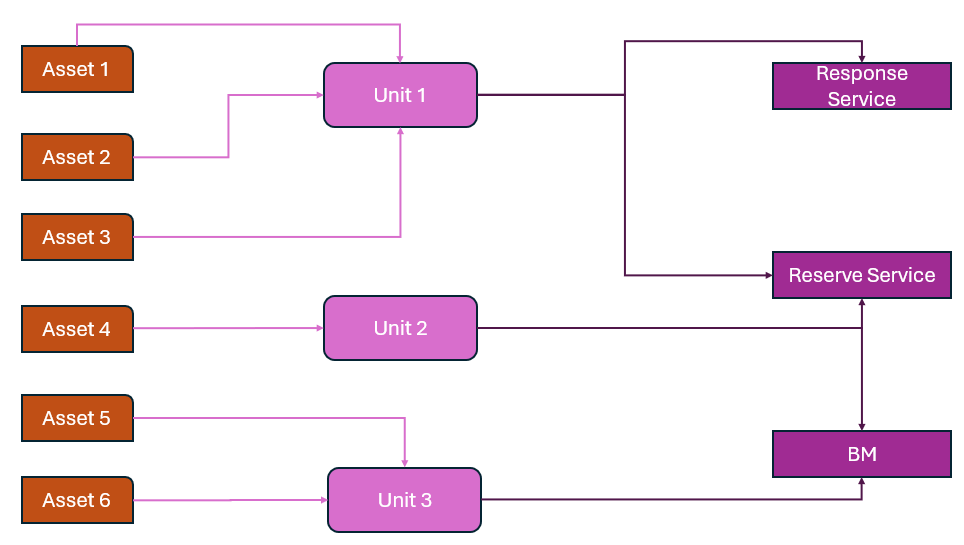 Asset 1
Asset 2
Asset 3
Asset 4
Asset 5
Asset 6
Unit 1
Unit 2
Unit 3
Response
Service
Reserve Service
BM